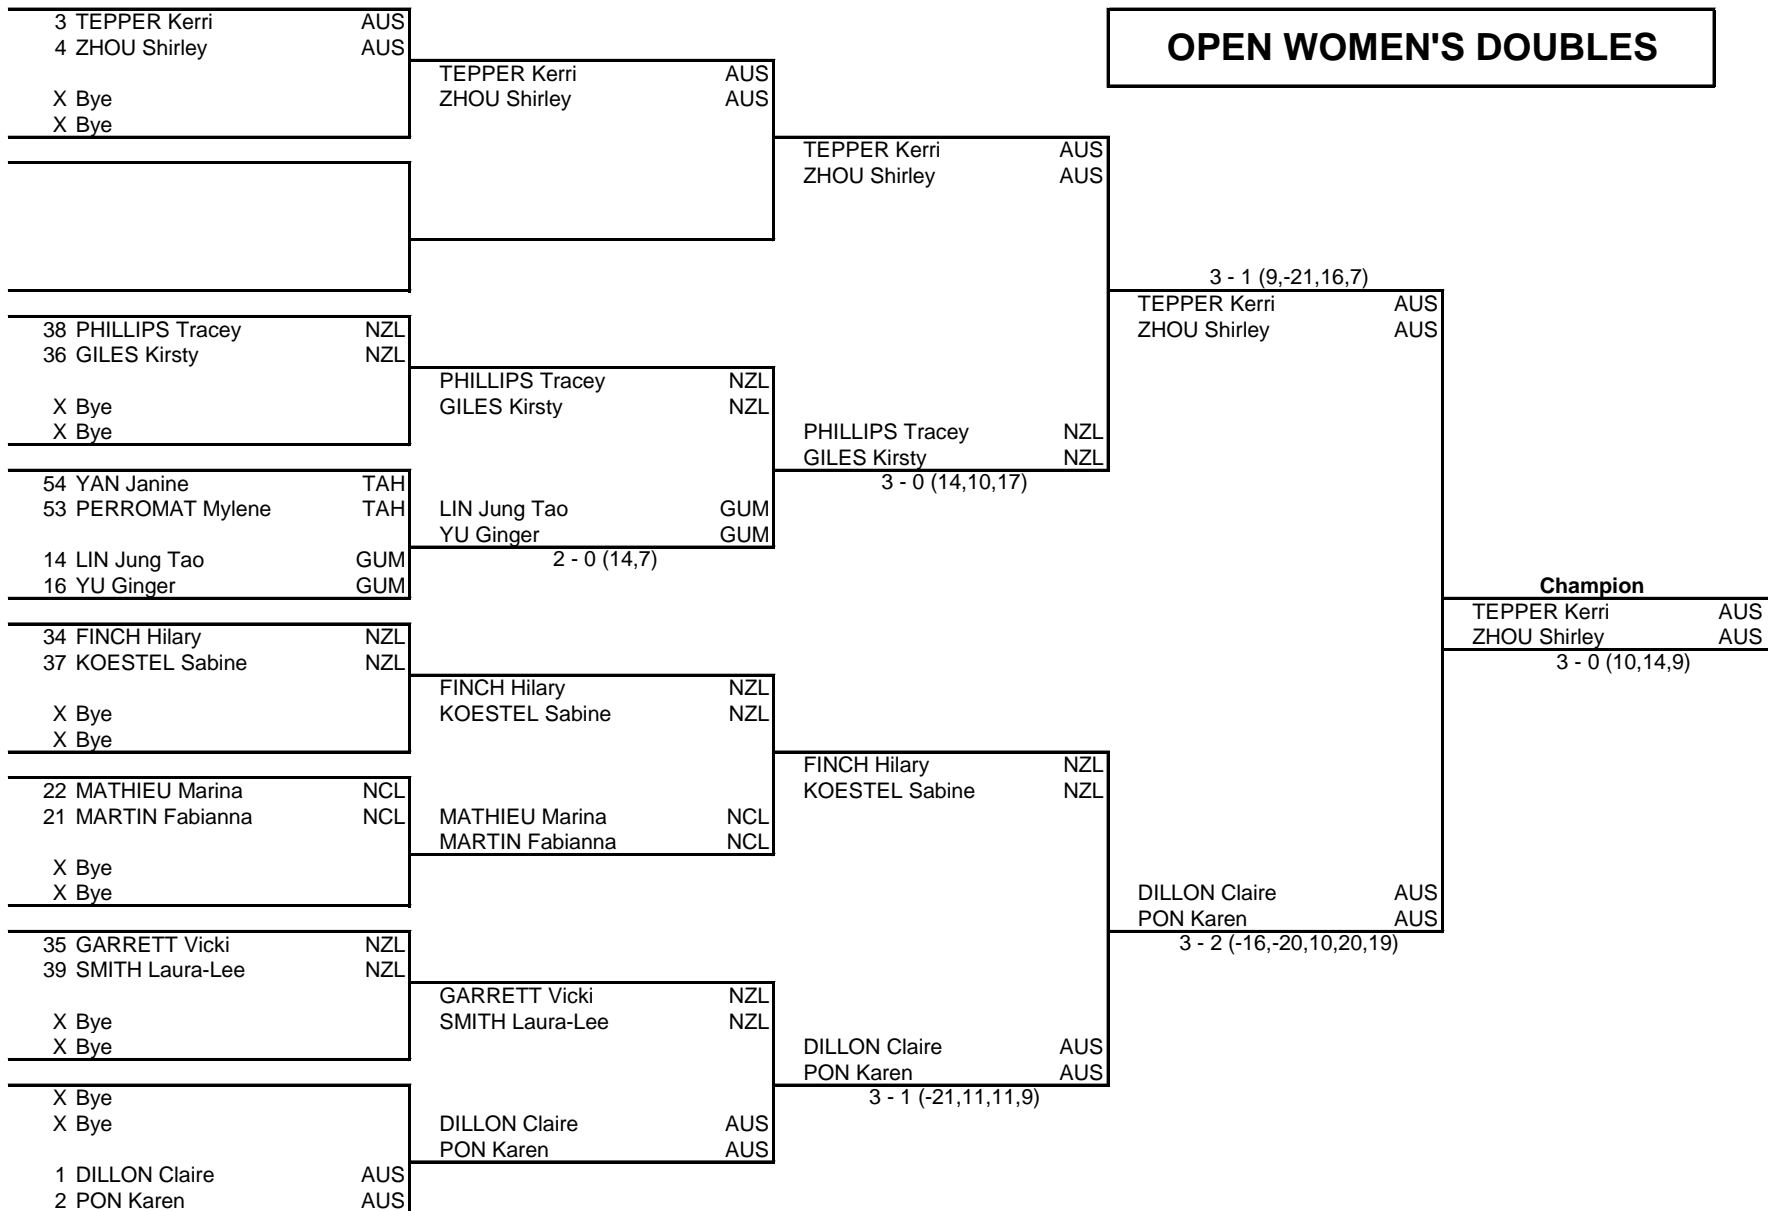 OPEN WOMEN'S DOUBLES
3 TEPPER Kerri AUS
4 ZHOU Shirley AUS
X Bye
X Bye
38 PHILLIPS Tracey NZL
36 GILES Kirsty NZL
X Bye
X Bye
54 YAN Janine TAH
53 PERROMAT Mylene TAH
14 LIN Jung Tao GUM
16 YU Ginger GUM
34 FINCH Hilary NZL
37 KOESTEL Sabine NZL
X Bye
X Bye
22 MATHIEU Marina NCL
21 MARTIN Fabianna NCL
X Bye
X Bye
35 GARRETT Vicki NZL
39 SMITH Laura-Lee NZL
X Bye
X Bye
X Bye
X Bye
1 DILLON Claire AUS
2 PON Karen AUS
TEPPER Kerri AUS
ZHOU Shirley AUS
PHILLIPS Tracey NZL
GILES Kirsty NZL
LIN Jung Tao GUM
YU Ginger GUM
2 - 0 (14,7)
FINCH Hilary NZL
KOESTEL Sabine NZL
MATHIEU Marina NCL
MARTIN Fabianna NCL
GARRETT Vicki NZL
SMITH Laura-Lee NZL
DILLON Claire AUS
PON Karen AUS
TEPPER Kerri AUS
ZHOU Shirley AUS
PHILLIPS Tracey NZL
GILES Kirsty NZL
3 - 0 (14,10,17)
FINCH Hilary NZL
KOESTEL Sabine NZL
DILLON Claire AUS
PON Karen AUS
3 - 1 (-21,11,11,9)
3 - 1 (9,-21,16,7)
TEPPER Kerri AUS
ZHOU Shirley AUS
DILLON Claire AUS
PON Karen AUS
3 - 2 (-16,-20,10,20,19)
Champion
TEPPER Kerri AUS
ZHOU Shirley AUS
3 - 0 (10,14,9)